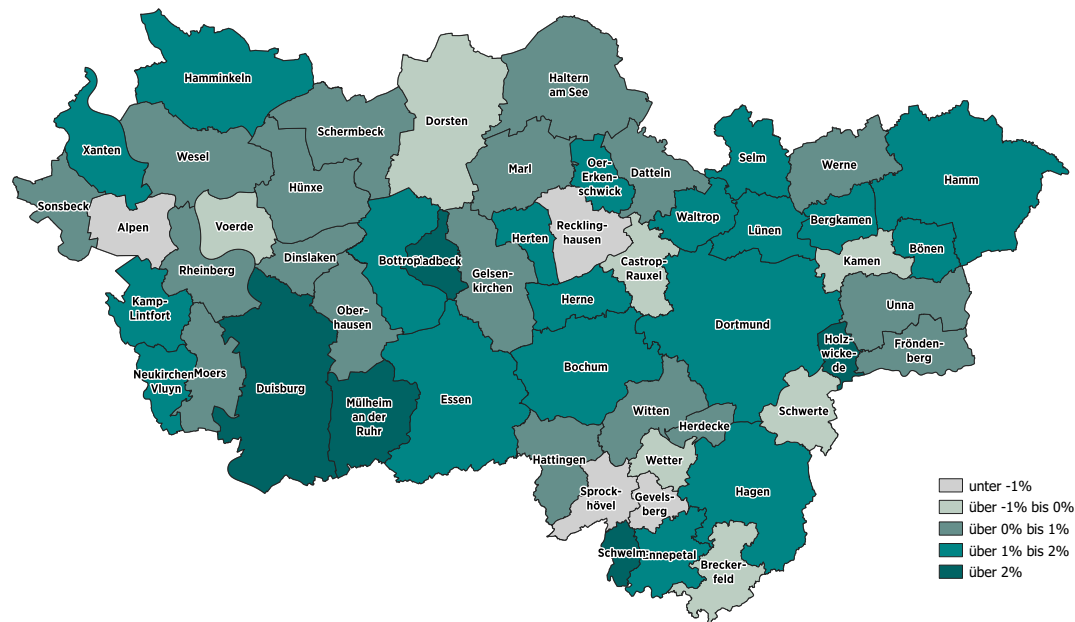 Hamminkeln
Haltern
am See
Dorsten
Schermbeck
Xanten
Wesel
Marl
Oer-
Erken-
schwick
Datteln
Selm
Werne
Hamm
Hünxe
Sonsbeck
Alpen
Voerde
Waltrop
Lünen
Bergkamen
Bönen
Reckling-
hausen
Herten
Castrop-
Rauxel
Kamen
Dinslaken
Bottrop
ladbeck
Gelsen-
kirchen
Rheinberg
Kamp-
Lintfort
Ober-
hausen
Herne
Unna
Dortmund
Holz-
wicke-
de
Frönden-
berg
Neukirchen
Vluyn
Moers
Duisburg
Mülheim
an der
Ruhr
Essen
Bochum
Witten
Herdecke
Schwerte
Hattingen
Wetter
Sprock-
hövel
Gevels-
berg
Hagen
Schwelm
nnepetal
Brecker-
feld
unter -1%
über -1% bis 0%
über 0% bis 1%
über 1% bis 2%
über 2%